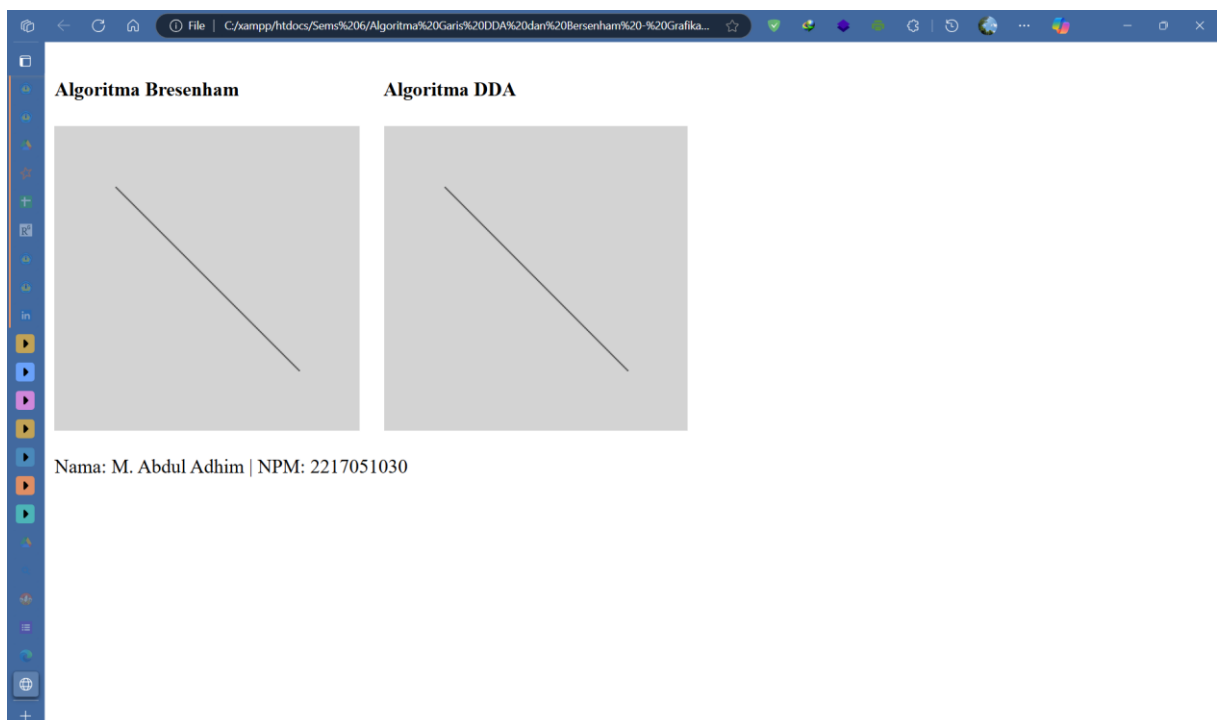 File | C:/xampp/htdocs/Sems%206/Algoritma%20Garis%20DDA%20dan%20Bersenham%20-%20Grafika...
Algoritma Bresenham
Algoritma DDA
Nama: M. Abdul Adhim | NPM: 2217051030
in